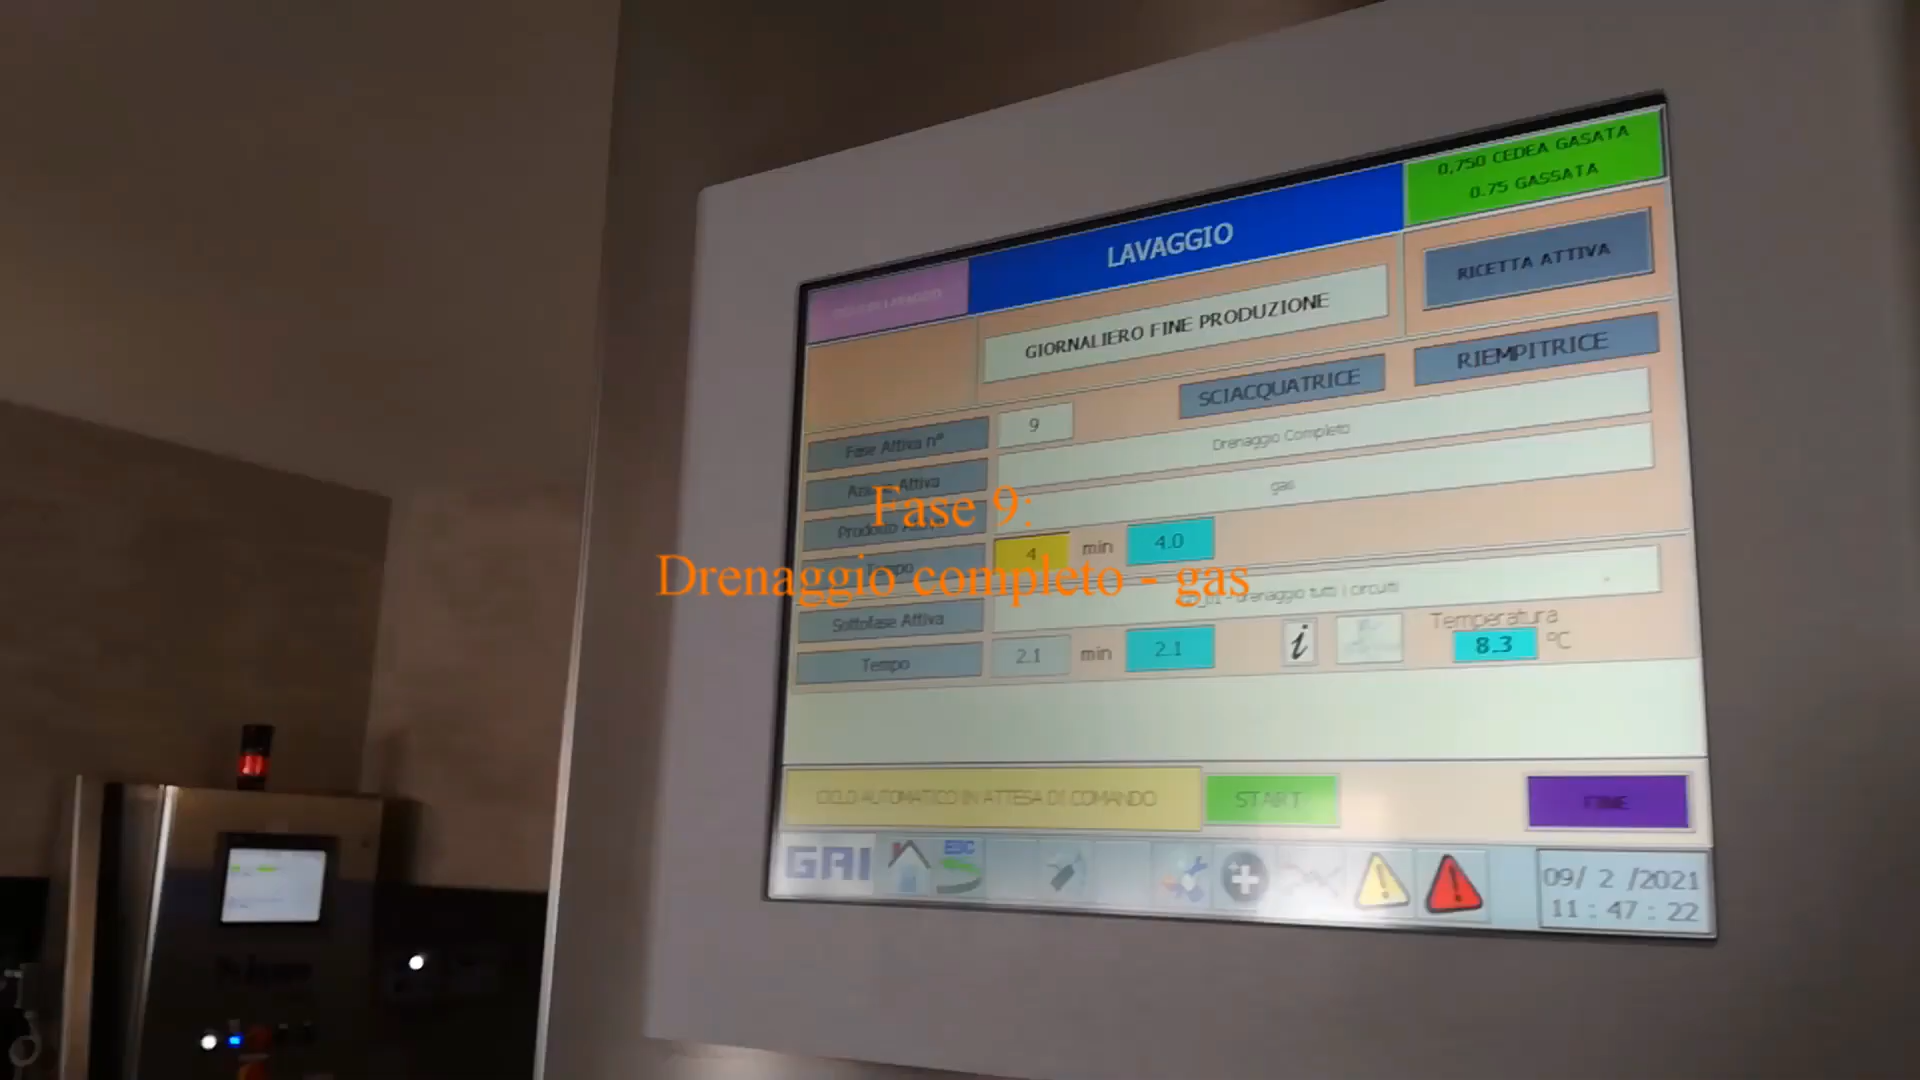 0,750 CEDEA GASATA
0.75 GASSATA
LAVAGGIO
RICETTA ATTIVA
GIORNALIERO FINE PRODUZIONE
SCIACQUATRICE
RIEMPITRICE
Fase Attiva n°
9
Drenaggio Completo
Attiva
gas
Fase 9:
Prodotto
Tempo
4
min
4.0
Drenaggio completo - gas
- drenaggio tutti i circuiti
Sottofase Attiva
Temperatura
Tempo
2.1
min
2.1
i
8.3
°C
CICLO AUTOMATICO IN ATTESA DI COMANDO
START
FINE
GAI
ESC
09/ 2 /2021
11 : 47 : 22